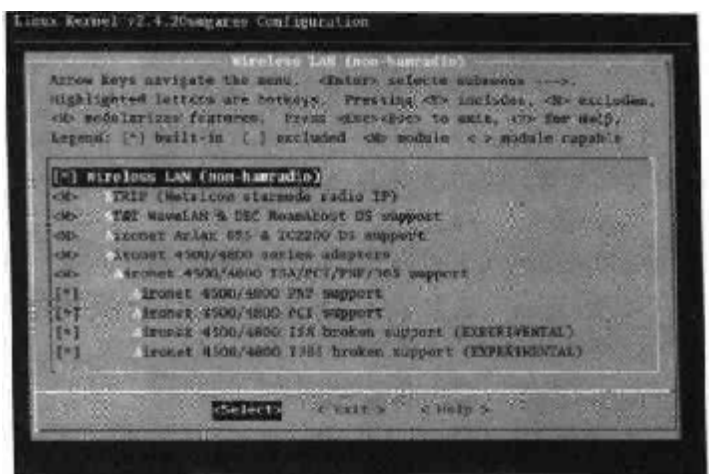 Linux Kernel v2.4.20 Configuration
Wireless LAN (non-hamradio)
Arrow keys navigate the menu. <Enter> selects submenus --->.
Highlighted letters are hotkeys. Pressing <Y> includes, <N> excludes,
<M> modularizes features. Press <Esc><Esc> to exit, <?> for Help.
Legend: [*] built-in [ ] excluded <M> module < > module capable
[*] Wireless LAN (non-hamradio)
<M> STRIP (Metricom starmode radio IP)
<M> AT&T WaveLAN & DEC RoamAbout DS support
<M> Aironet Arlan 655 & IC2200 DS support
<M> Aironet 4500/4800 series adapters
<M> Aironet 4500/4800 ISA/PCI/PNP/365 support
[*] Aironet 4500/4800 PNP support
[*] Aironet 4500/4800 PCI support
[*] Aironet 4500/4800 ISA broken support (EXPERIMENTAL)
[*] Aironet 4500/4800 I365 broken support (EXPERIMENTAL)
<Select> < Exit > < Help >